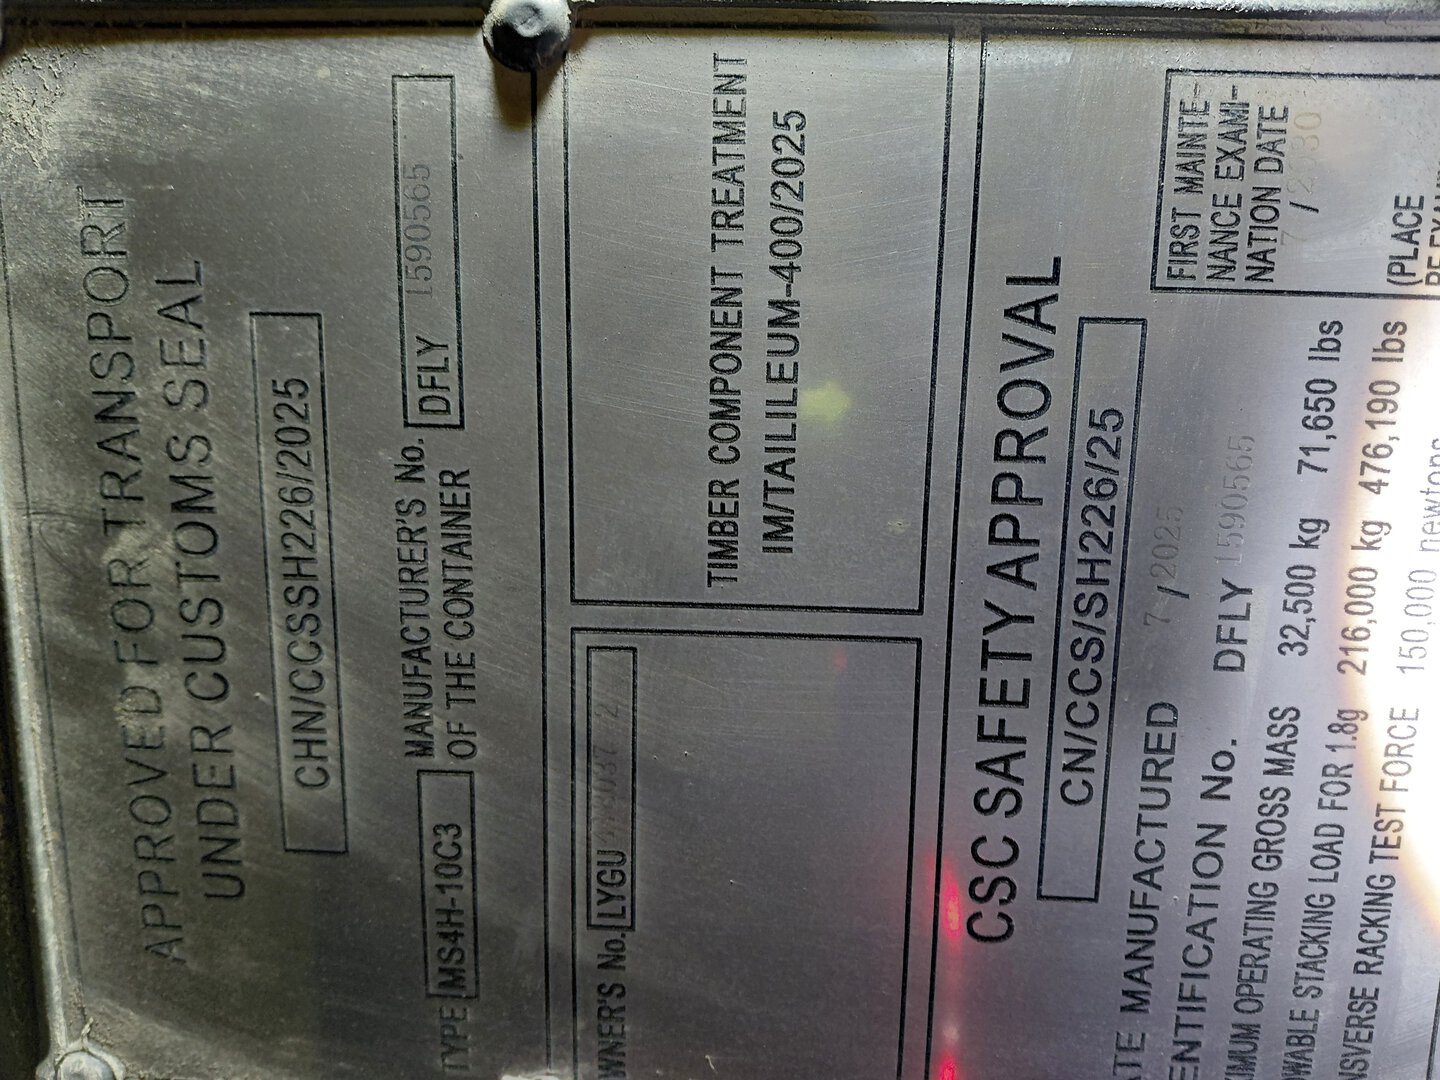 APPROVED FOR TRANSPORT
UNDER CUSTOMS SEAL
CHN/CCSSH226/2025
TYPE MS4H-10C3
MANUFACTURER'S No.
OF THE CONTAINER
DFLY L590565
WNER'S No. LYGU
TIMBER COMPONENT TREATMENT
IM/TAILILEUM-400/2025
CSC SAFETY APPROVAL
CN/CCS/SH226/25
ATE MANUFACTURED 7 / 2025
ENTIFICATION No. DFLY L590565
IMUM OPERATING GROSS MASS 32,500 kg 71,650 lbs
WABLE STACKING LOAD FOR 1.8g 216,000 kg 476,190 lbs
NSVERSE RACKING TEST FORCE 150,000 newtons
FIRST MAINTE-
NANCE EXAMI-
NATION DATE
7 / 2030
(PLACE